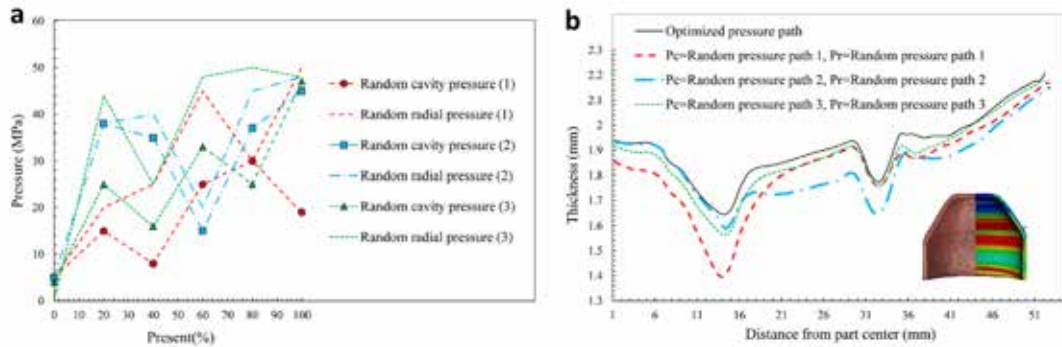 a
60
50
40
30
20
10
0
Pressure (MPa)
0 10 20 30 40 50 60 70 80 90 100
Present(%)
Random cavity pressure (1)
Random radial pressure (1)
Random cavity pressure (2)
Random radial pressure (2)
Random cavity pressure (3)
Random radial pressure (3)
b
2.3
2.2
2.1
2.0
1.9
1.8
1.7
1.6
1.5
1.4
1.3
Thickness (mm)
1 6 11 16 21 26 31 36 41 46 51
Distance from part center (mm)
Optimized pressure path
Pc=Random pressure path 1, Pr=Random pressure path 1
Pc=Random pressure path 2, Pr=Random pressure path 2
Pc=Random pressure path 3, Pr=Random pressure path 3